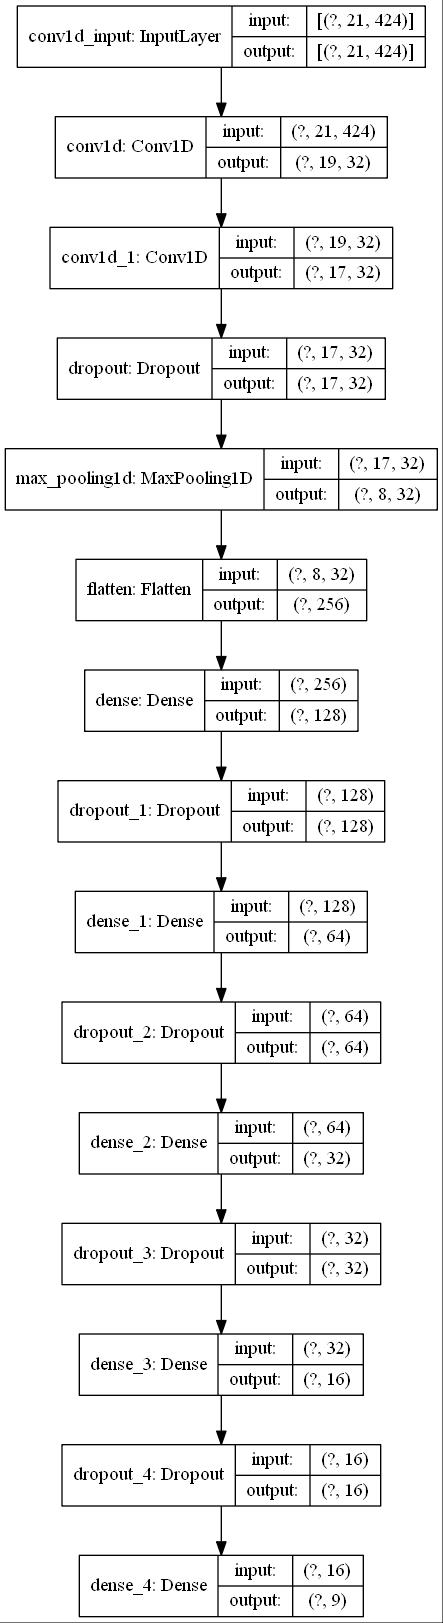 conv1d_input: InputLayer
input: [(?, 21, 424)]
output: [(?, 21, 424)]
conv1d: Conv1D
input: (?, 21, 424)
output: (?, 19, 32)
conv1d_1: Conv1D
input: (?, 19, 32)
output: (?, 17, 32)
dropout: Dropout
input: (?, 17, 32)
output: (?, 17, 32)
max_pooling1d: MaxPooling1D
input: (?, 17, 32)
output: (?, 8, 32)
flatten: Flatten
input: (?, 8, 32)
output: (?, 256)
dense: Dense
input: (?, 256)
output: (?, 128)
dropout_1: Dropout
input: (?, 128)
output: (?, 128)
dense_1: Dense
input: (?, 128)
output: (?, 64)
dropout_2: Dropout
input: (?, 64)
output: (?, 64)
dense_2: Dense
input: (?, 64)
output: (?, 32)
dropout_3: Dropout
input: (?, 32)
output: (?, 32)
dense_3: Dense
input: (?, 32)
output: (?, 16)
dropout_4: Dropout
input: (?, 16)
output: (?, 16)
dense_4: Dense
input: (?, 16)
output: (?, 9)